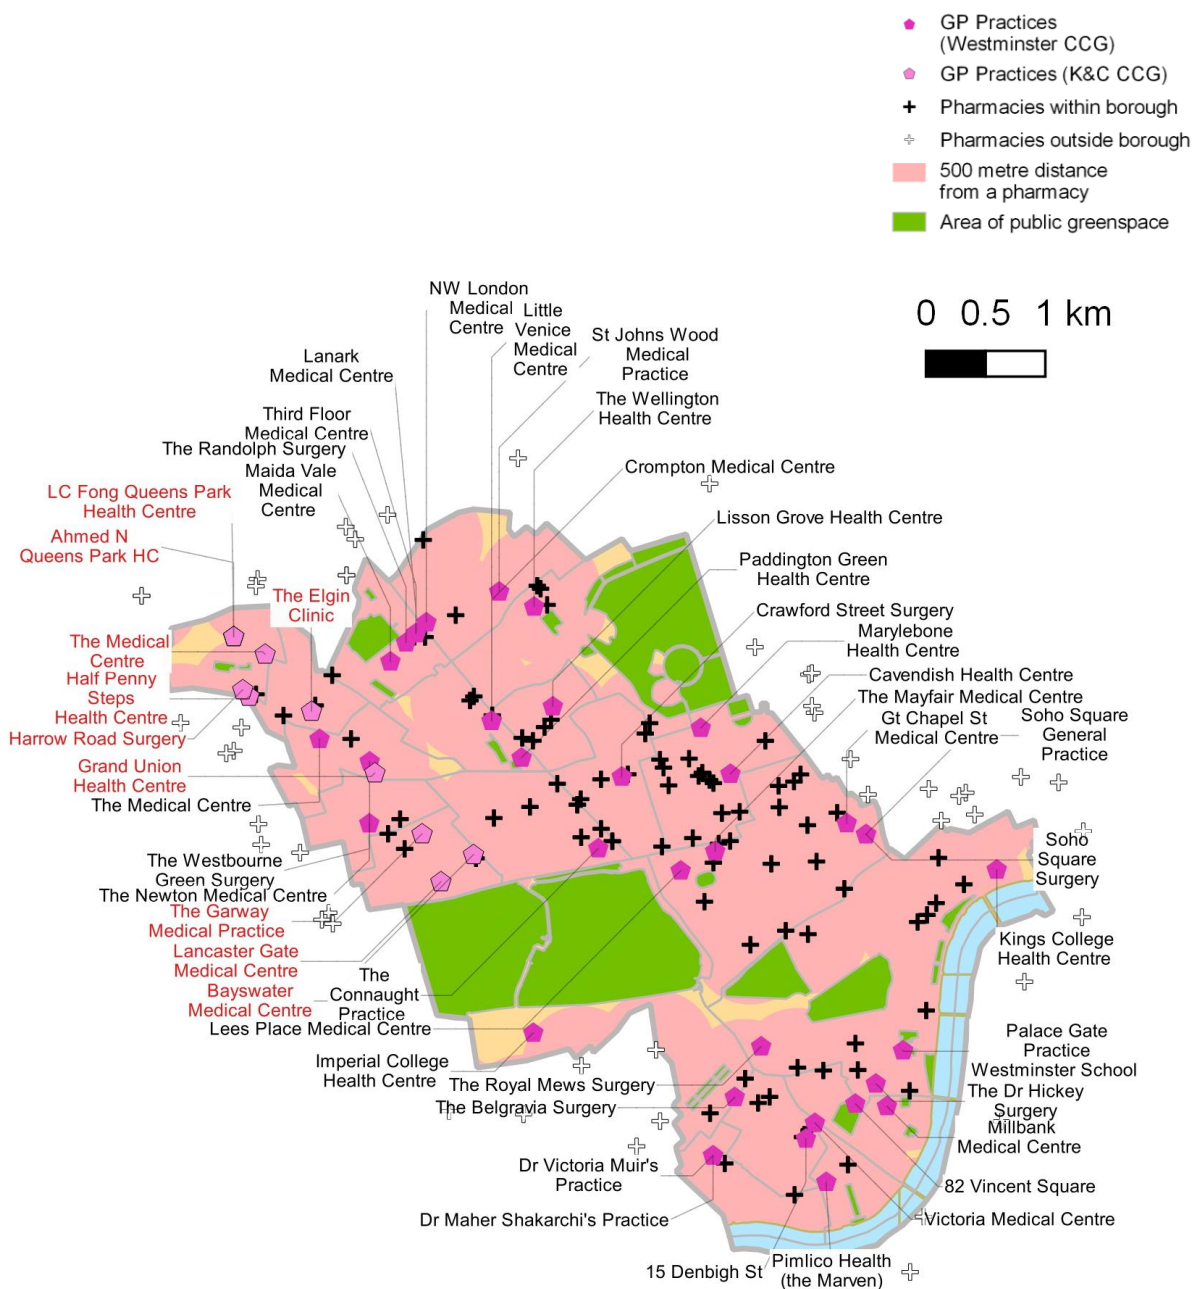 GP Practices
(Westminster CCG)
GP Practices (K&C CCG)
Pharmacies within borough
Pharmacies outside borough
500 metre distance
from a pharmacy
Area of public greenspace
0 0.5 1 km
NW London
Medical
Centre
Little
Venice
Medical
Centre
St Johns Wood
Medical
Practice
Lanark
Medical Centre
The Wellington
Health Centre
Third Floor
Medical Centre
The Randolph Surgery
Maida Vale
Medical
Centre
Crompton Medical Centre
LC Fong Queens Park
Health Centre
Ahmed N
Queens Park HC
Lisson Grove Health Centre
Paddington Green
Health Centre
The Elgin
Clinic
Crawford Street Surgery
Marylebone
Health Centre
The Medical
Centre
Half Penny
Steps
Health Centre
Harrow Road Surgery
Cavendish Health Centre
The Mayfair Medical Centre
Gt Chapel St
Medical Centre
Soho Square
General
Practice
Grand Union
Health Centre
The Medical Centre
Soho
Square
Surgery
The Westbourne
Green Surgery
The Newton Medical Centre
The Garway
Medical Practice
Lancaster Gate
Medical Centre
Bayswater
Medical Centre
The
Connaught
Practice
Lees Place Medical Centre
Kings College
Health Centre
Imperial College
Health Centre
The Royal Mews Surgery
The Belgravia Surgery
Palace Gate
Practice
Westminster School
The Dr Hickey
Surgery
Millbank
Medical Centre
Dr Victoria Muir's
Practice
82 Vincent Square
Dr Maher Shakarchi's Practice
Victoria Medical Centre
15 Denbigh St
Pimlico Health
(the Marven)